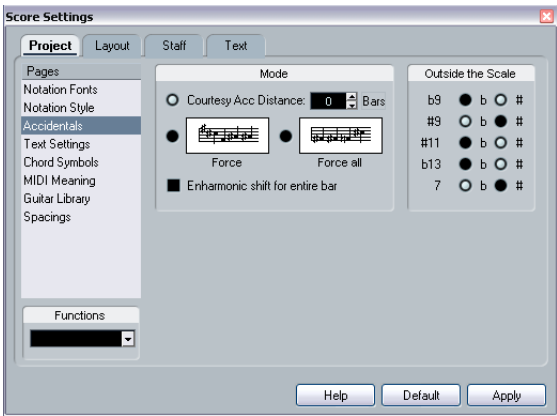 Score Settings
Project Layout Staff Text
Pages
Notation Fonts
Notation Style
Accidentals
Text Settings
Chord Symbols
MIDI Meaning
Guitar Library
Spacings
Functions
Mode
Courtesy Acc Distance: 0 Bars
Force Force all
Enharmonic shift for entire bar
Outside the Scale
b9 b #
#9 b #
#11 b #
b13 b #
7 b #
Help Default Apply